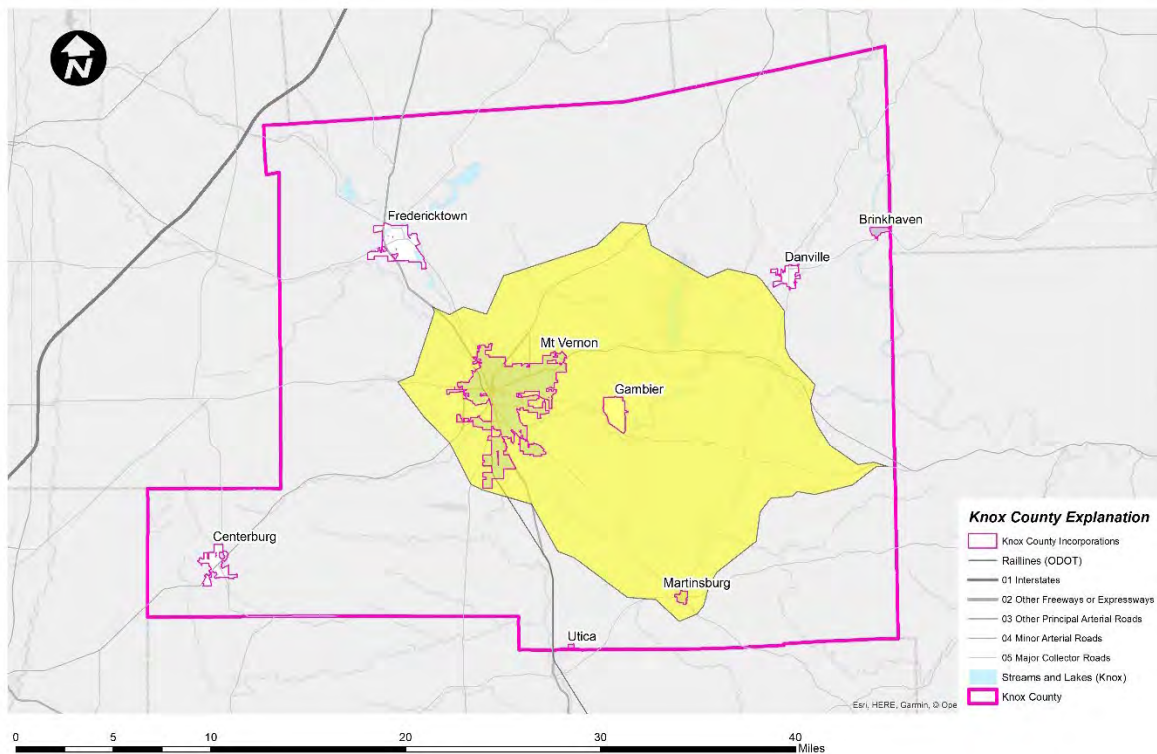 N
Fredericktown
Brinkhaven
Danville
Mt Vernon
Gambier
Centerburg
Martinsburg
Utica
Knox County Explanation
Knox County Incorporations
Raillines (ODOT)
01 Interstates
02 Other Freeways or Expressways
03 Other Principal Arterial Roads
04 Minor Arterial Roads
05 Major Collector Roads
Streams and Lakes (Knox)
Knox County
Esri, HERE, Garmin, © Ope
0 5 10 20 30 40
Miles